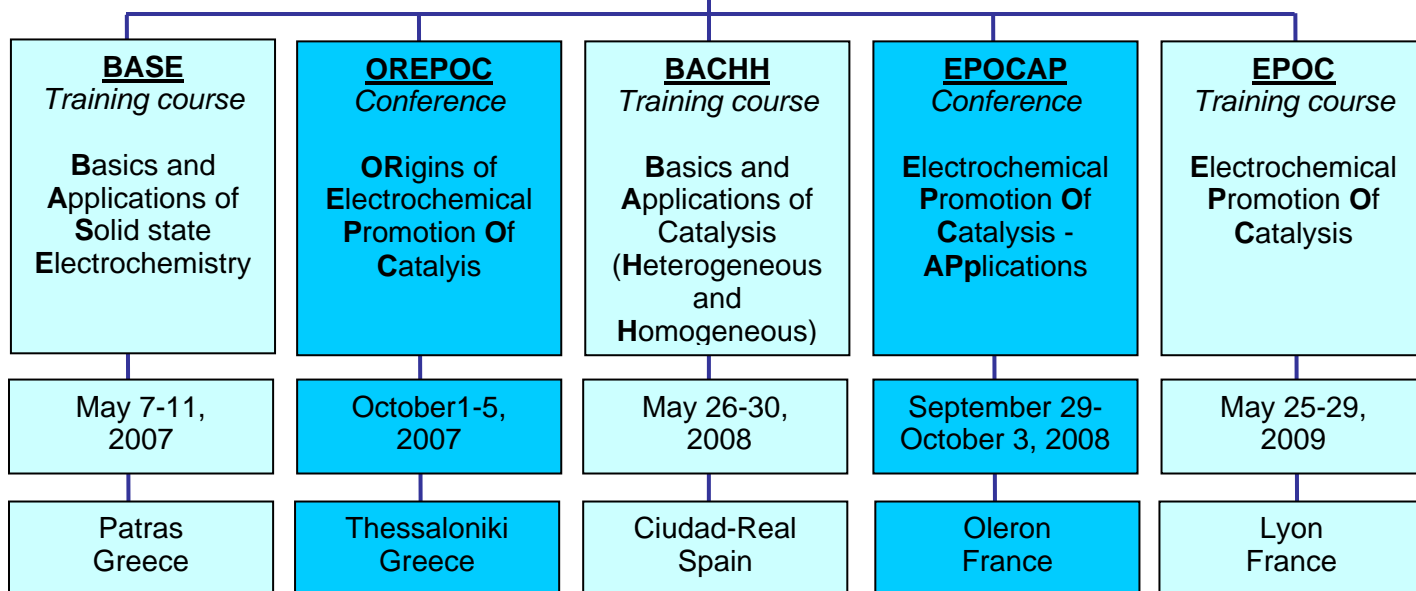 BASE
Training course
Basics and
Applications of
Solid state
Electrochemistry
May 7-11,
2007
Patras
Greece
OREPOC
Conference
ORigins of
Electrochemical
Promotion Of
Catalyis
October1-5,
2007
Thessaloniki
Greece
BACHH
Training course
Basics and
Applications of
Catalysis
(Heterogeneous
and
Homogeneous)
May 26-30,
2008
Ciudad-Real
Spain
EPOCAP
Conference
Electrochemical
Promotion Of
Catalysis -
APplications
September 29-
October 3, 2008
Oleron
France
EPOC
Training course
Electrochemical
Promotion Of
Catalysis
May 25-29,
2009
Lyon
France